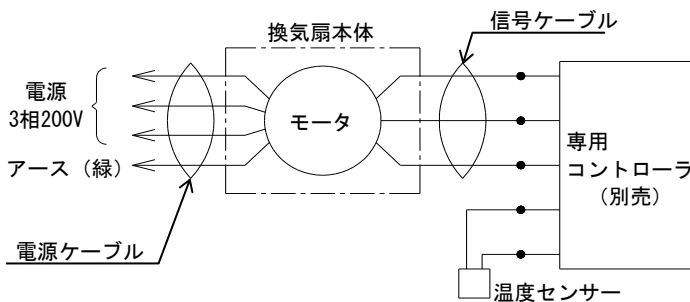 換気扇本体
信号ケーブル
電源
3相200V
モータ
アース（緑）
専用
コントローラ
（別売）
電源ケーブル
温度センサー